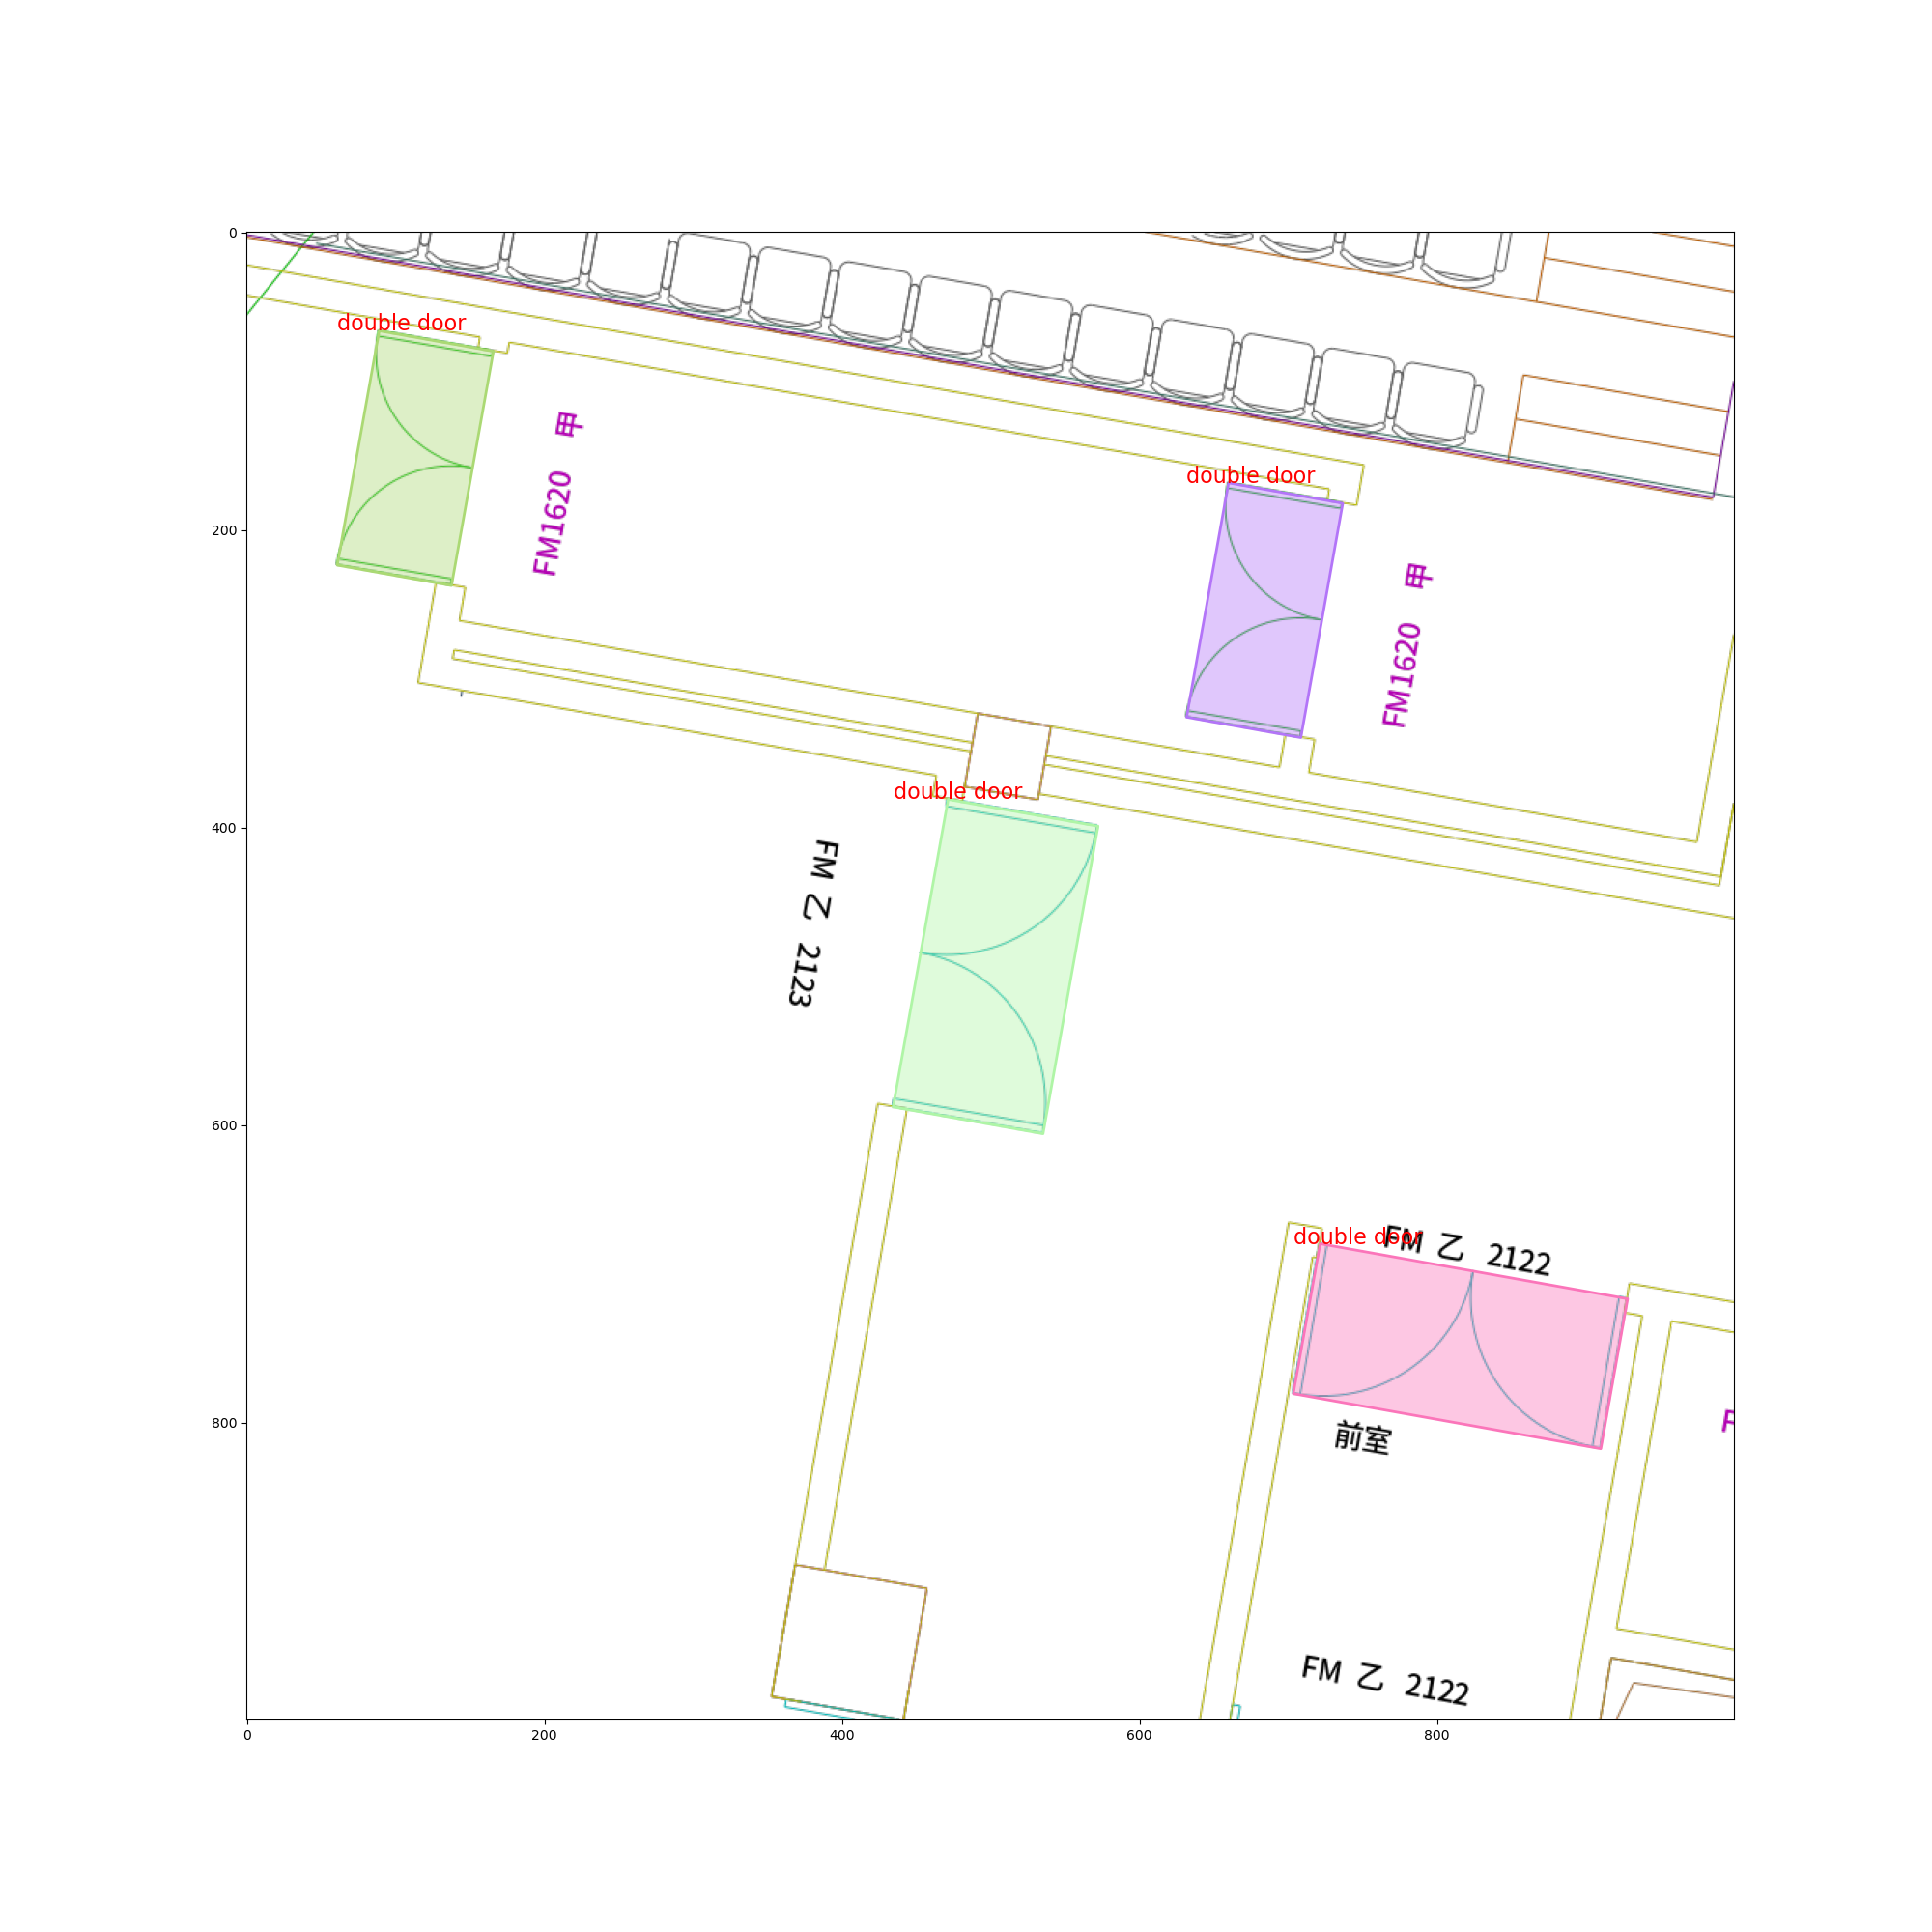 0
double door
FM1620 甲
double door
200
FM1620 甲
400
double door
FM 乙 2123
600
double door
FM 乙 2122
800
前室
FM 乙 2122
0 200 400 600 800